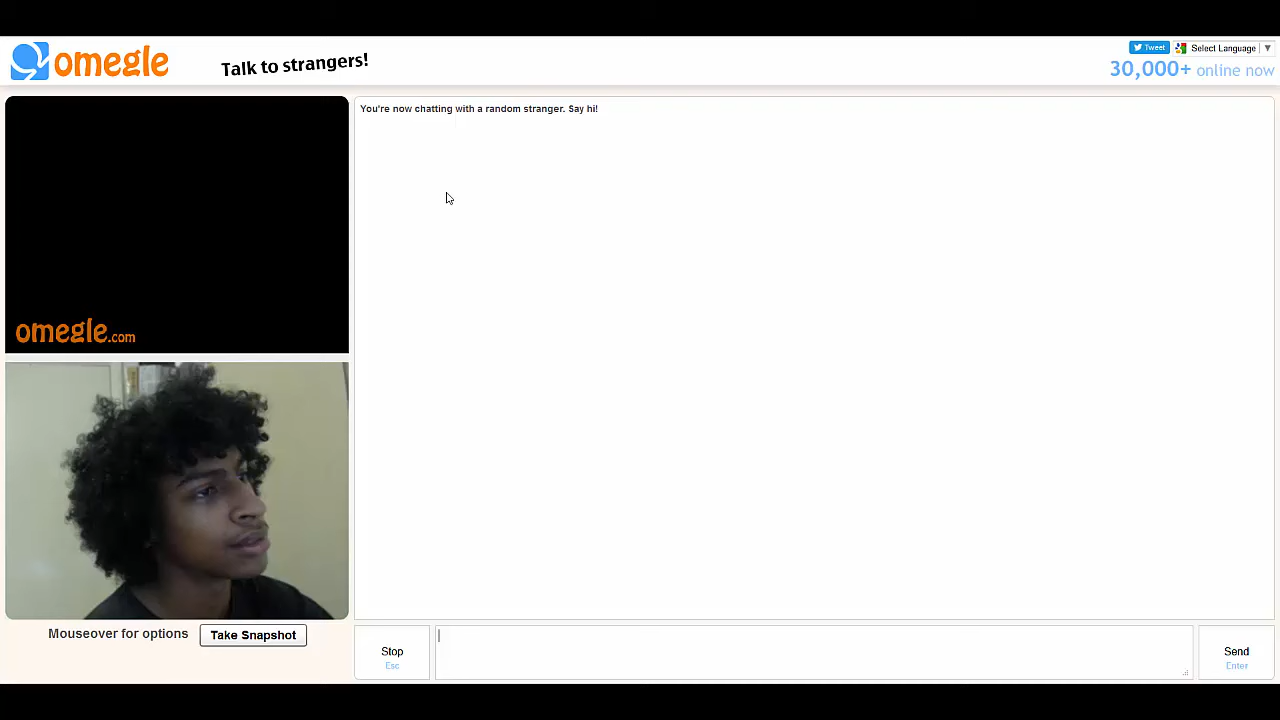 omegle
Talk to strangers!
Tweet
Select Language
30,000+ online now
You're now chatting with a random stranger. Say hi!
omegle.com
Mouseover for options
Take Snapshot
Stop
Esc
Send
Enter